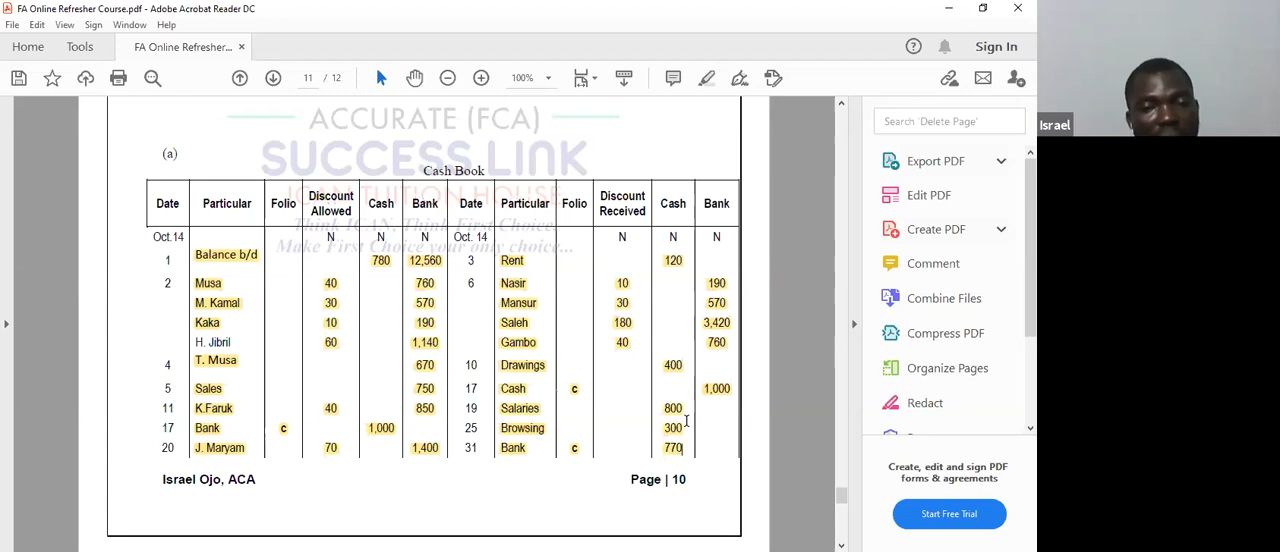 FA Online Refresher Course.pdf - Adobe Acrobat Reader DC
File Edit View Sign Window Help
Home Tools FA Online Refresher... × Sign In
11 / 12 100%
ACCURATE (FCA)
SUCCESS LINK
ICAN TUITION HOUSE
Think ICAN, Think First Choice,
Make First Choice your only choice...
(a)
Cash Book
Date Particular Folio Discount Allowed Cash Bank Date Particular Folio Discount Received Cash Bank
Oct.14 N N N Oct. 14 N N N
1 Balance b/d 780 12,560 3 Rent 120
2 Musa 40 760 6 Nasir 10 190
M. Kamal 30 570 Mansur 30 570
Kaka 10 190 Saleh 180 3,420
H. Jibril 60 1,140 Gambo 40 760
4 T. Musa 670 10 Drawings 400
5 Sales 750 17 Cash c 1,000
11 K.Faruk 40 850 19 Salaries 800
17 Bank c 1,000 25 Browsing 300
20 J. Maryam 70 1,400 31 Bank c 770
Israel Ojo, ACA Page | 10
Search 'Delete Page'
Export PDF
Edit PDF
Create PDF
Comment
Combine Files
Compress PDF
Organize Pages
Redact
Create, edit and sign PDF
forms & agreements
Start Free Trial
Israel